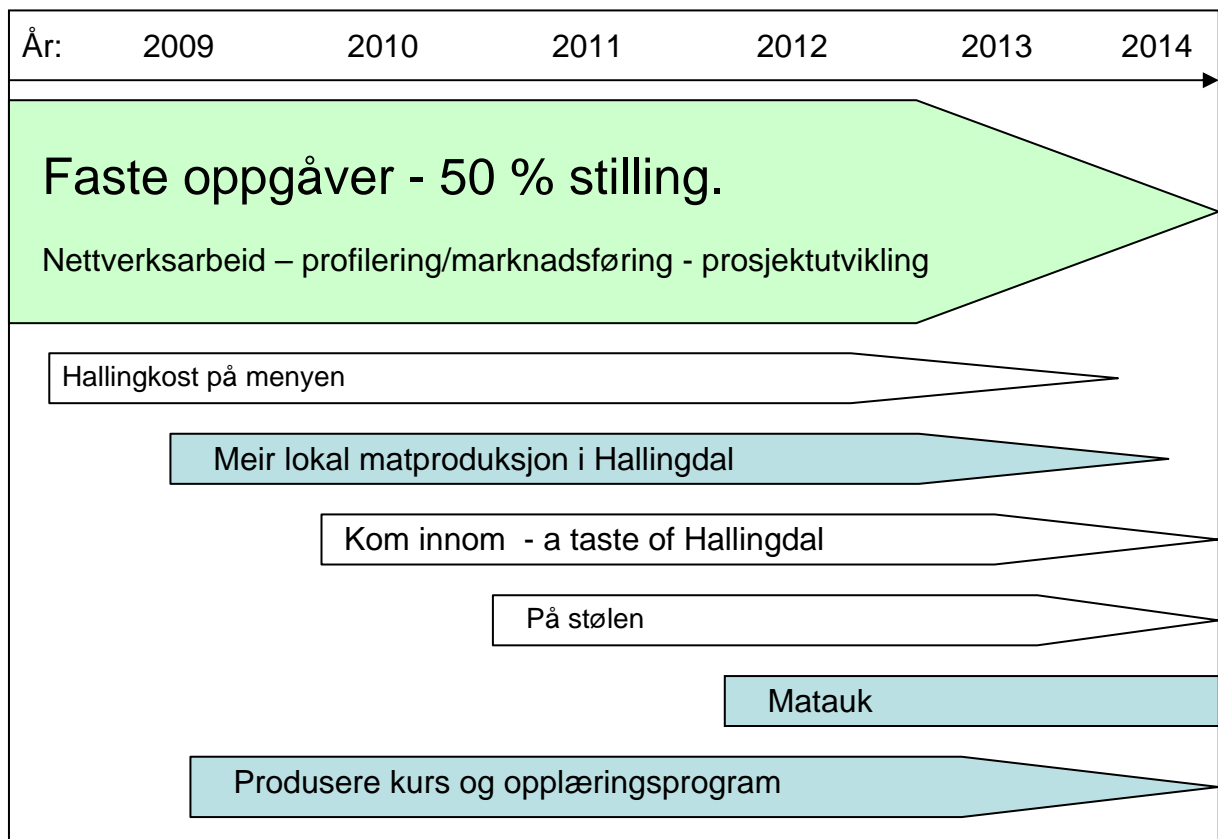 År: 2009 2010 2011 2012 2013 2014
Faste oppgåver - 50 % stilling.
Nettverksarbeid – profilering/marknadsføring - prosjektutvikling
Hallingkost på menyen
Meir lokal matproduksjon i Hallingdal
Kom innom - a taste of Hallingdal
På stølen
Matauk
Produsere kurs og opplæringsprogram